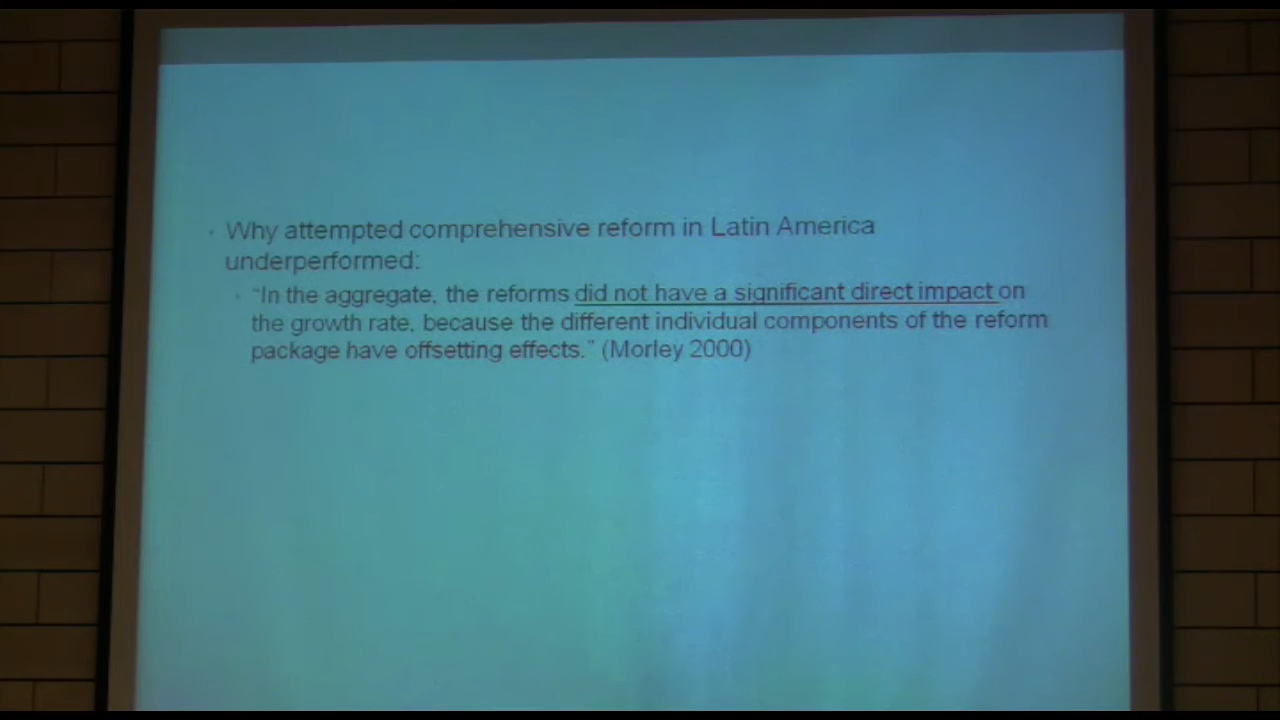 • Why attempted comprehensive reform in Latin America
underperformed:
• "In the aggregate, the reforms did not have a significant direct impact on
the growth rate, because the different individual components of the reform
package have offsetting effects." (Morley 2000)